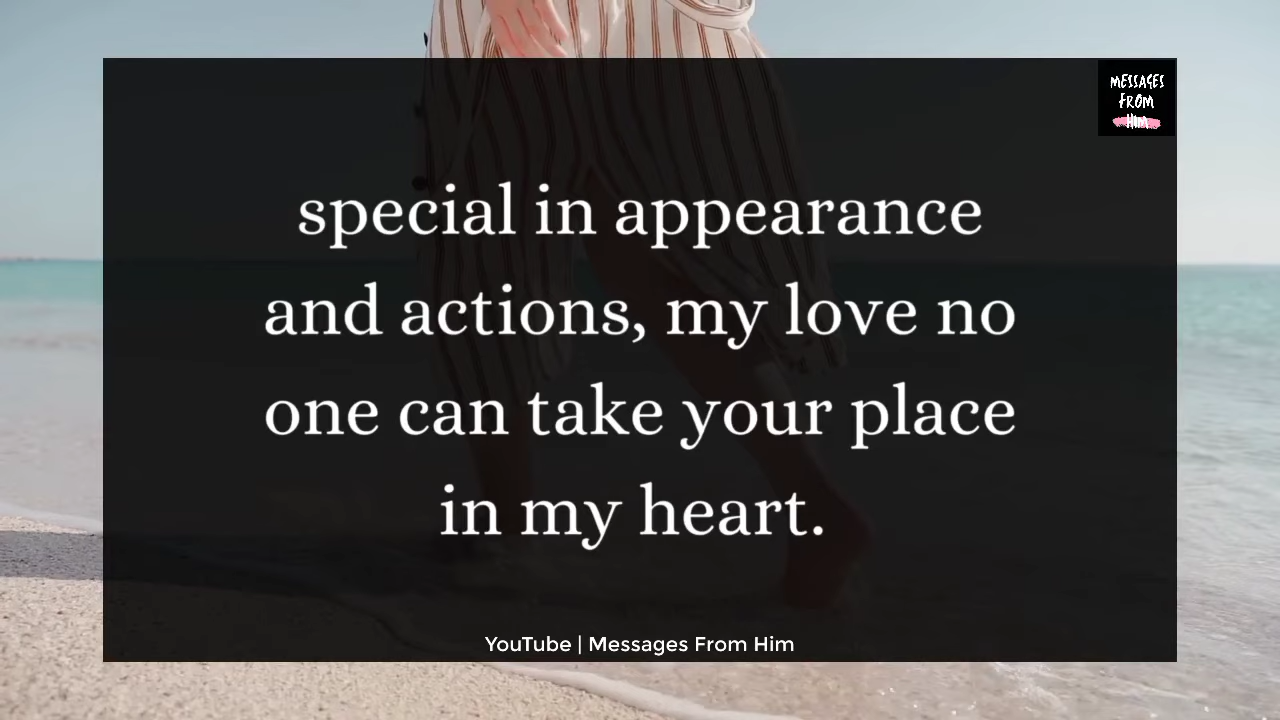 MESSAGES
FROM
HIM
special in appearance
and actions, my love no
one can take your place
in my heart.
YouTube | Messages From Him